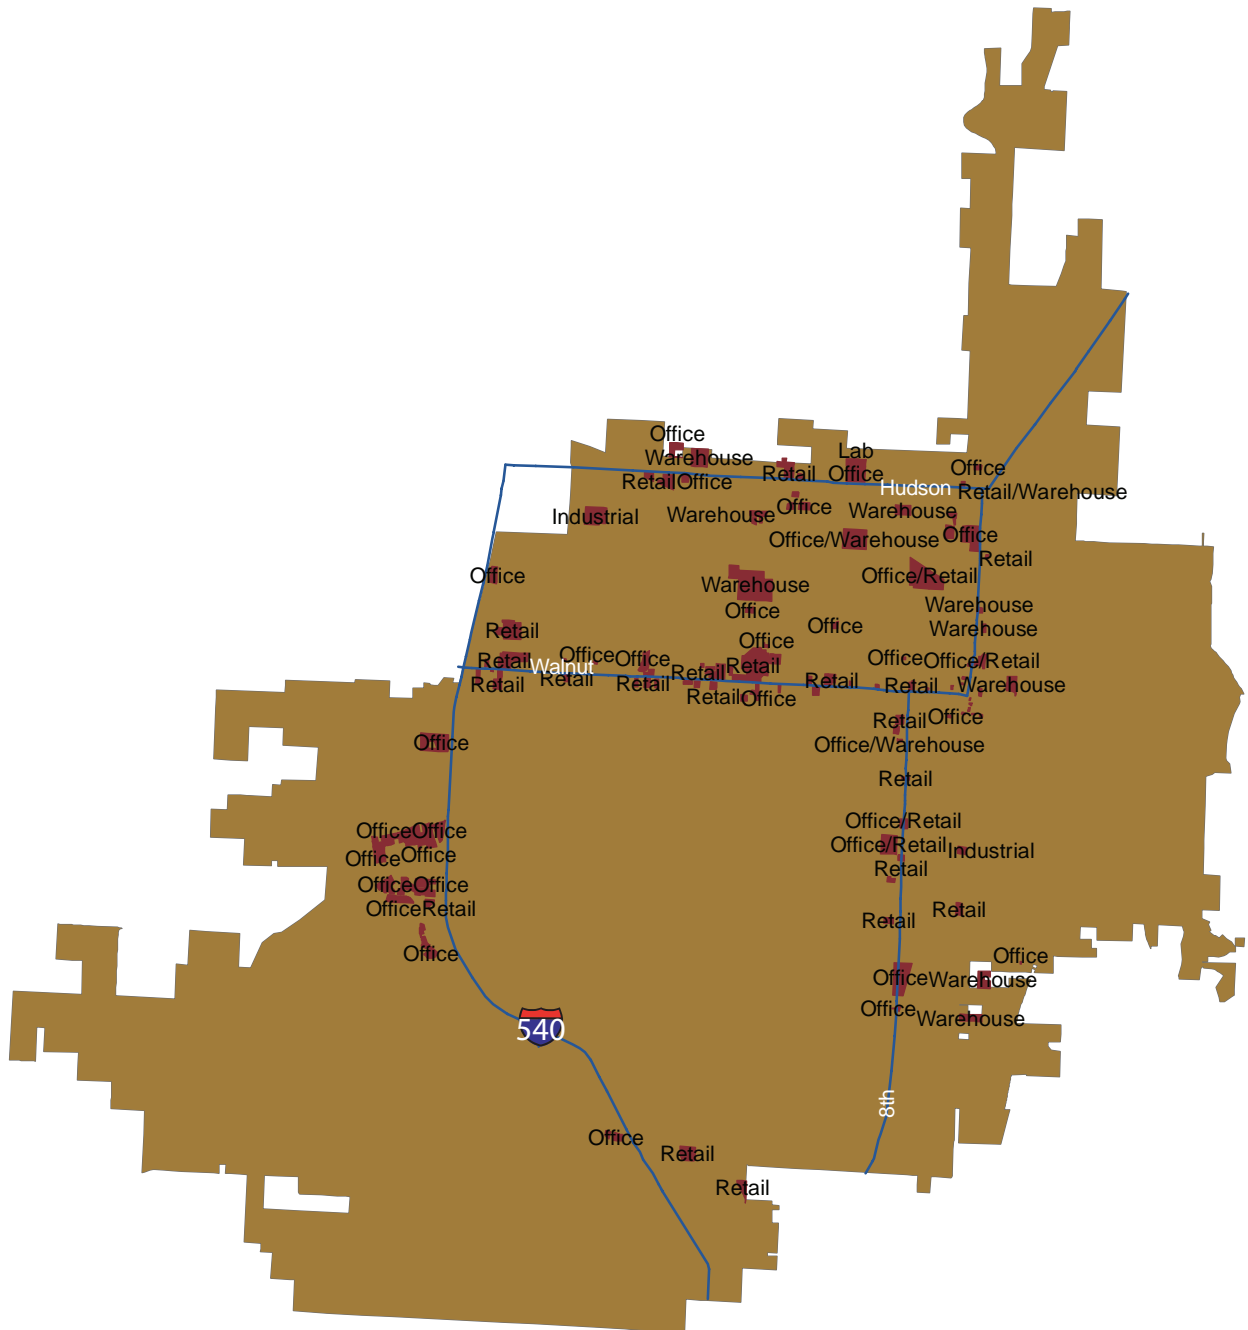 Office
Warehouse
Lab
Retail Office
Retail
Office
Office
Hudson
Retail/Warehouse
Industrial
Warehouse
Office
Warehouse
Office/Warehouse
Office
Retail
Office
Warehouse
Office/Retail
Office
Warehouse
Office
Warehouse
Retail
Office
Retail
Walnut
Office
Office
Retail
Office
Office/Retail
Retail
Retail
Retail
Retail
Retail
Retail
Warehouse
Retail
Office
Retail
Office
Office/Warehouse
Office
Retail
Office/Retail
Office Office
Office/Retail
Industrial
Office
Office
Retail
Office Office
Office Retail
Retail
Retail
Office
Office
Office
Warehouse
Office
Warehouse
540
8th
Office
Retail
Retail